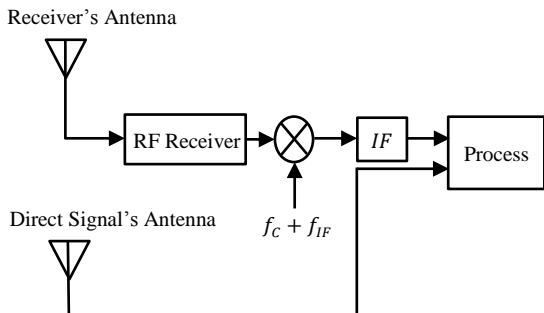 Receiver's Antenna
RF Receiver
IF
Process
f_C + f_IF
Direct Signal's Antenna